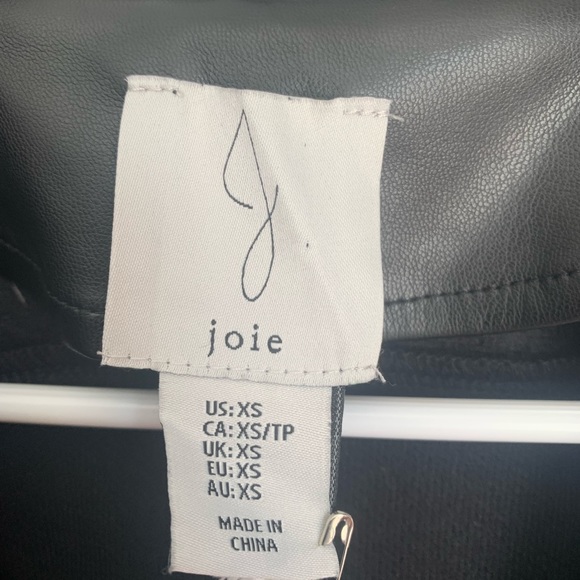 joie
US:XS
CA:XS/TP
UK:XS
EU:XS
AU:XS
MADE IN
CHINA